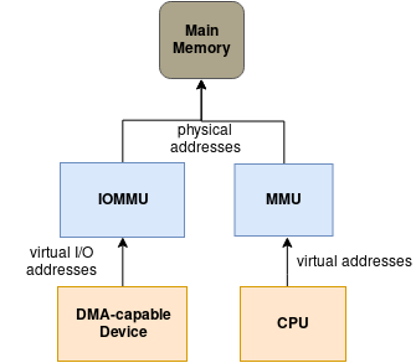 Main
Memory
physical
addresses
IOMMU
MMU
virtual I/O
addresses
virtual addresses
DMA-capable
Device
CPU